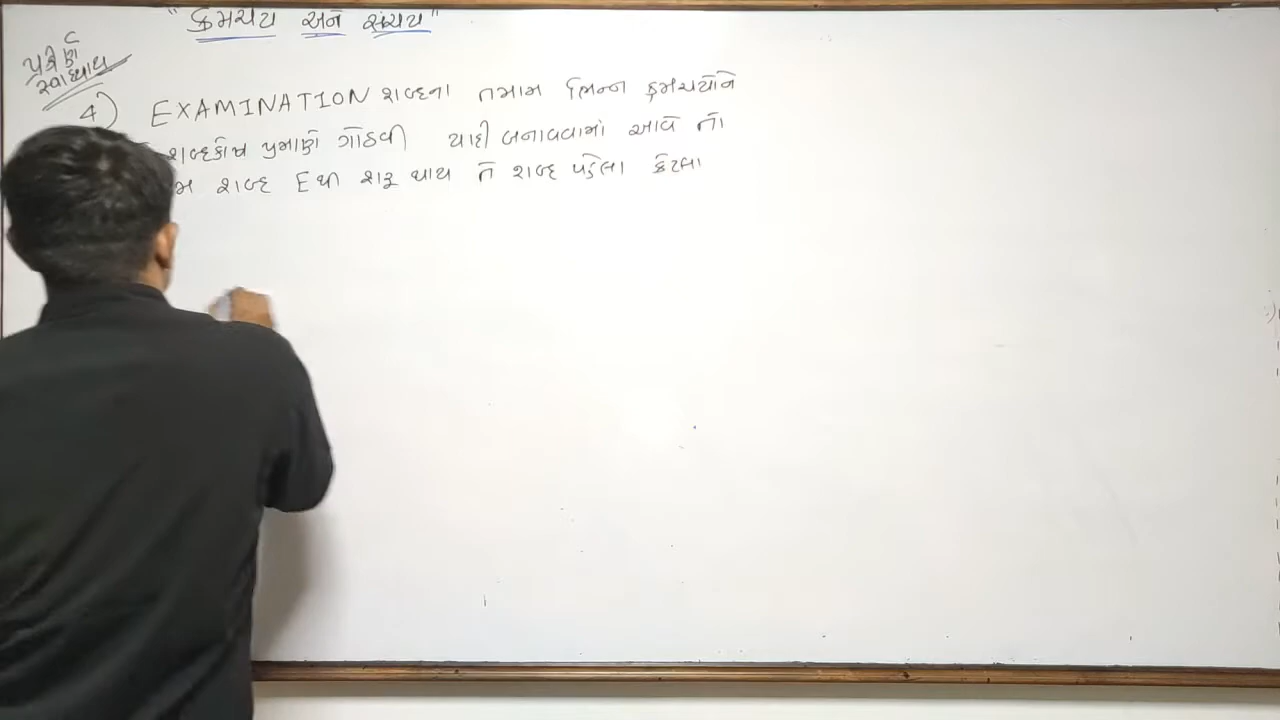 "ક્રમચય અને સંચય"
પ્રકીર્ણ
સ્વાધ્યાય
4) EXAMINATION શબ્દના તમામ ભિન્ન ક્રમચયોને
શબ્દકોષ પ્રમાણે ગોઠવી યાદી બનાવવામાં આવે તો
શબ્દ E થી શરૂ થાય તે શબ્દ પહેલા કેટલા